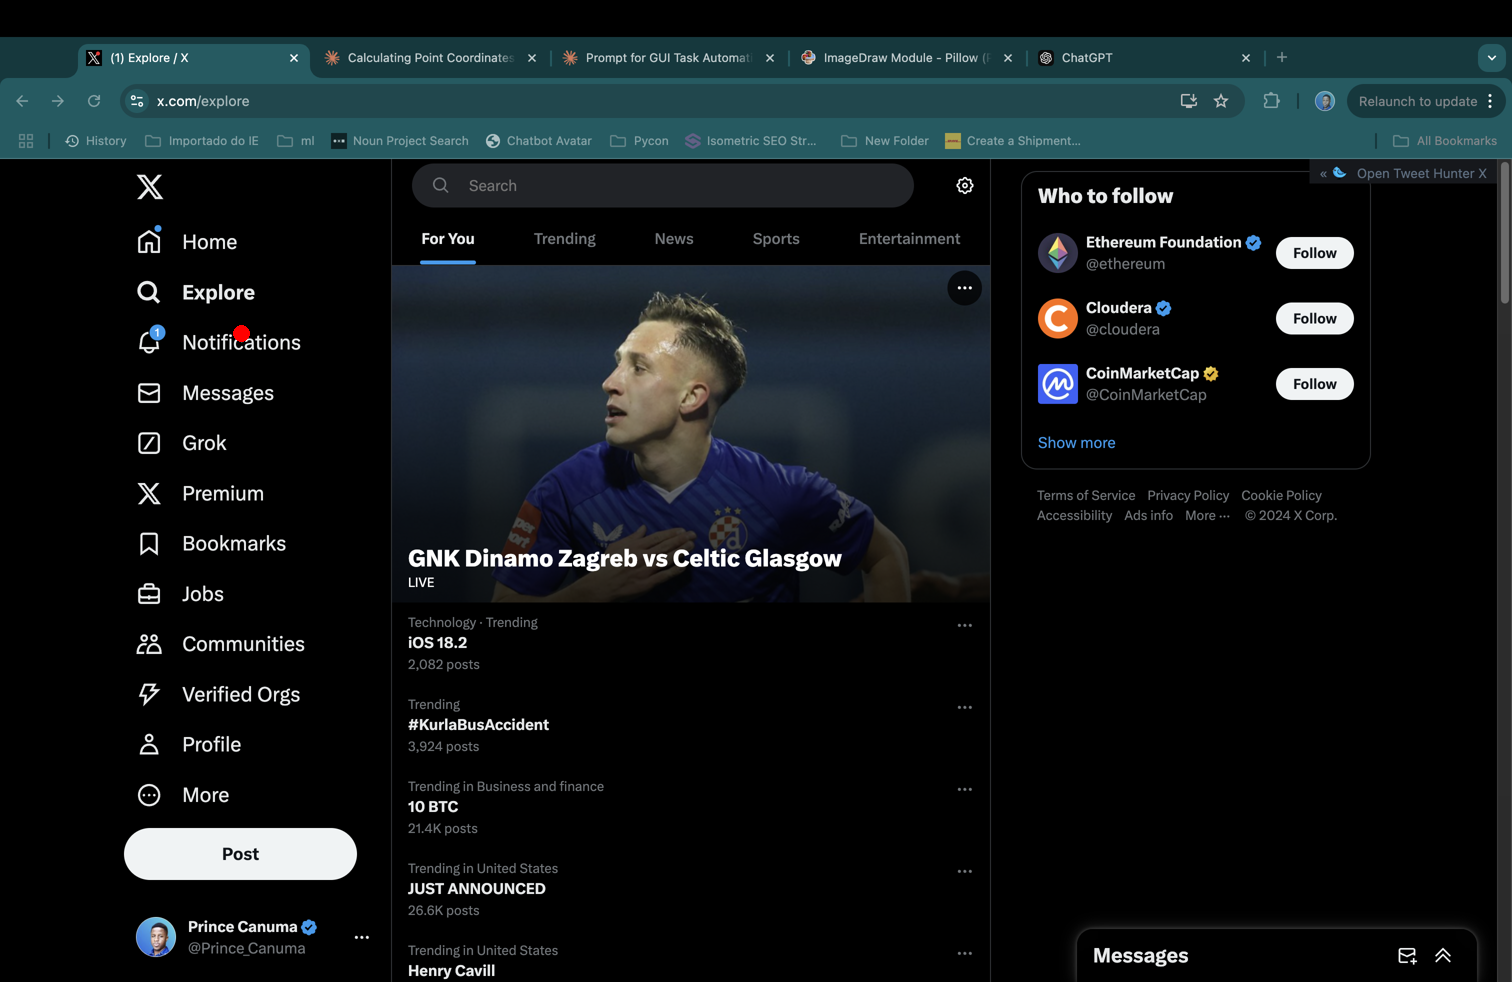 (1) Explore / X
Calculating Point Coordinates
Prompt for GUI Task Automati
ImageDraw Module - Pillow (P
ChatGPT
x.com/explore
Relaunch to update
History
Importado do IE
ml
Noun Project Search
Chatbot Avatar
Pycon
Isometric SEO Str...
New Folder
Create a Shipment...
All Bookmarks
Home
Explore
1
Notifications
Messages
Grok
Premium
Bookmarks
Jobs
Communities
Verified Orgs
Profile
More
Post
Prince Canuma
@Prince_Canuma
Search
For You
Trending
News
Sports
Entertainment
GNK Dinamo Zagreb vs Celtic Glasgow
LIVE
Technology · Trending
iOS 18.2
2,082 posts
Trending
#KurlaBusAccident
3,924 posts
Trending in Business and finance
10 BTC
21.4K posts
Trending in United States
JUST ANNOUNCED
26.6K posts
Trending in United States
Henry Cavill
« Open Tweet Hunter X
Who to follow
Ethereum Foundation
@ethereum
Follow
Cloudera
@cloudera
Follow
CoinMarketCap
@CoinMarketCap
Follow
Show more
Terms of Service Privacy Policy Cookie Policy
Accessibility Ads info More ··· © 2024 X Corp.
Messages